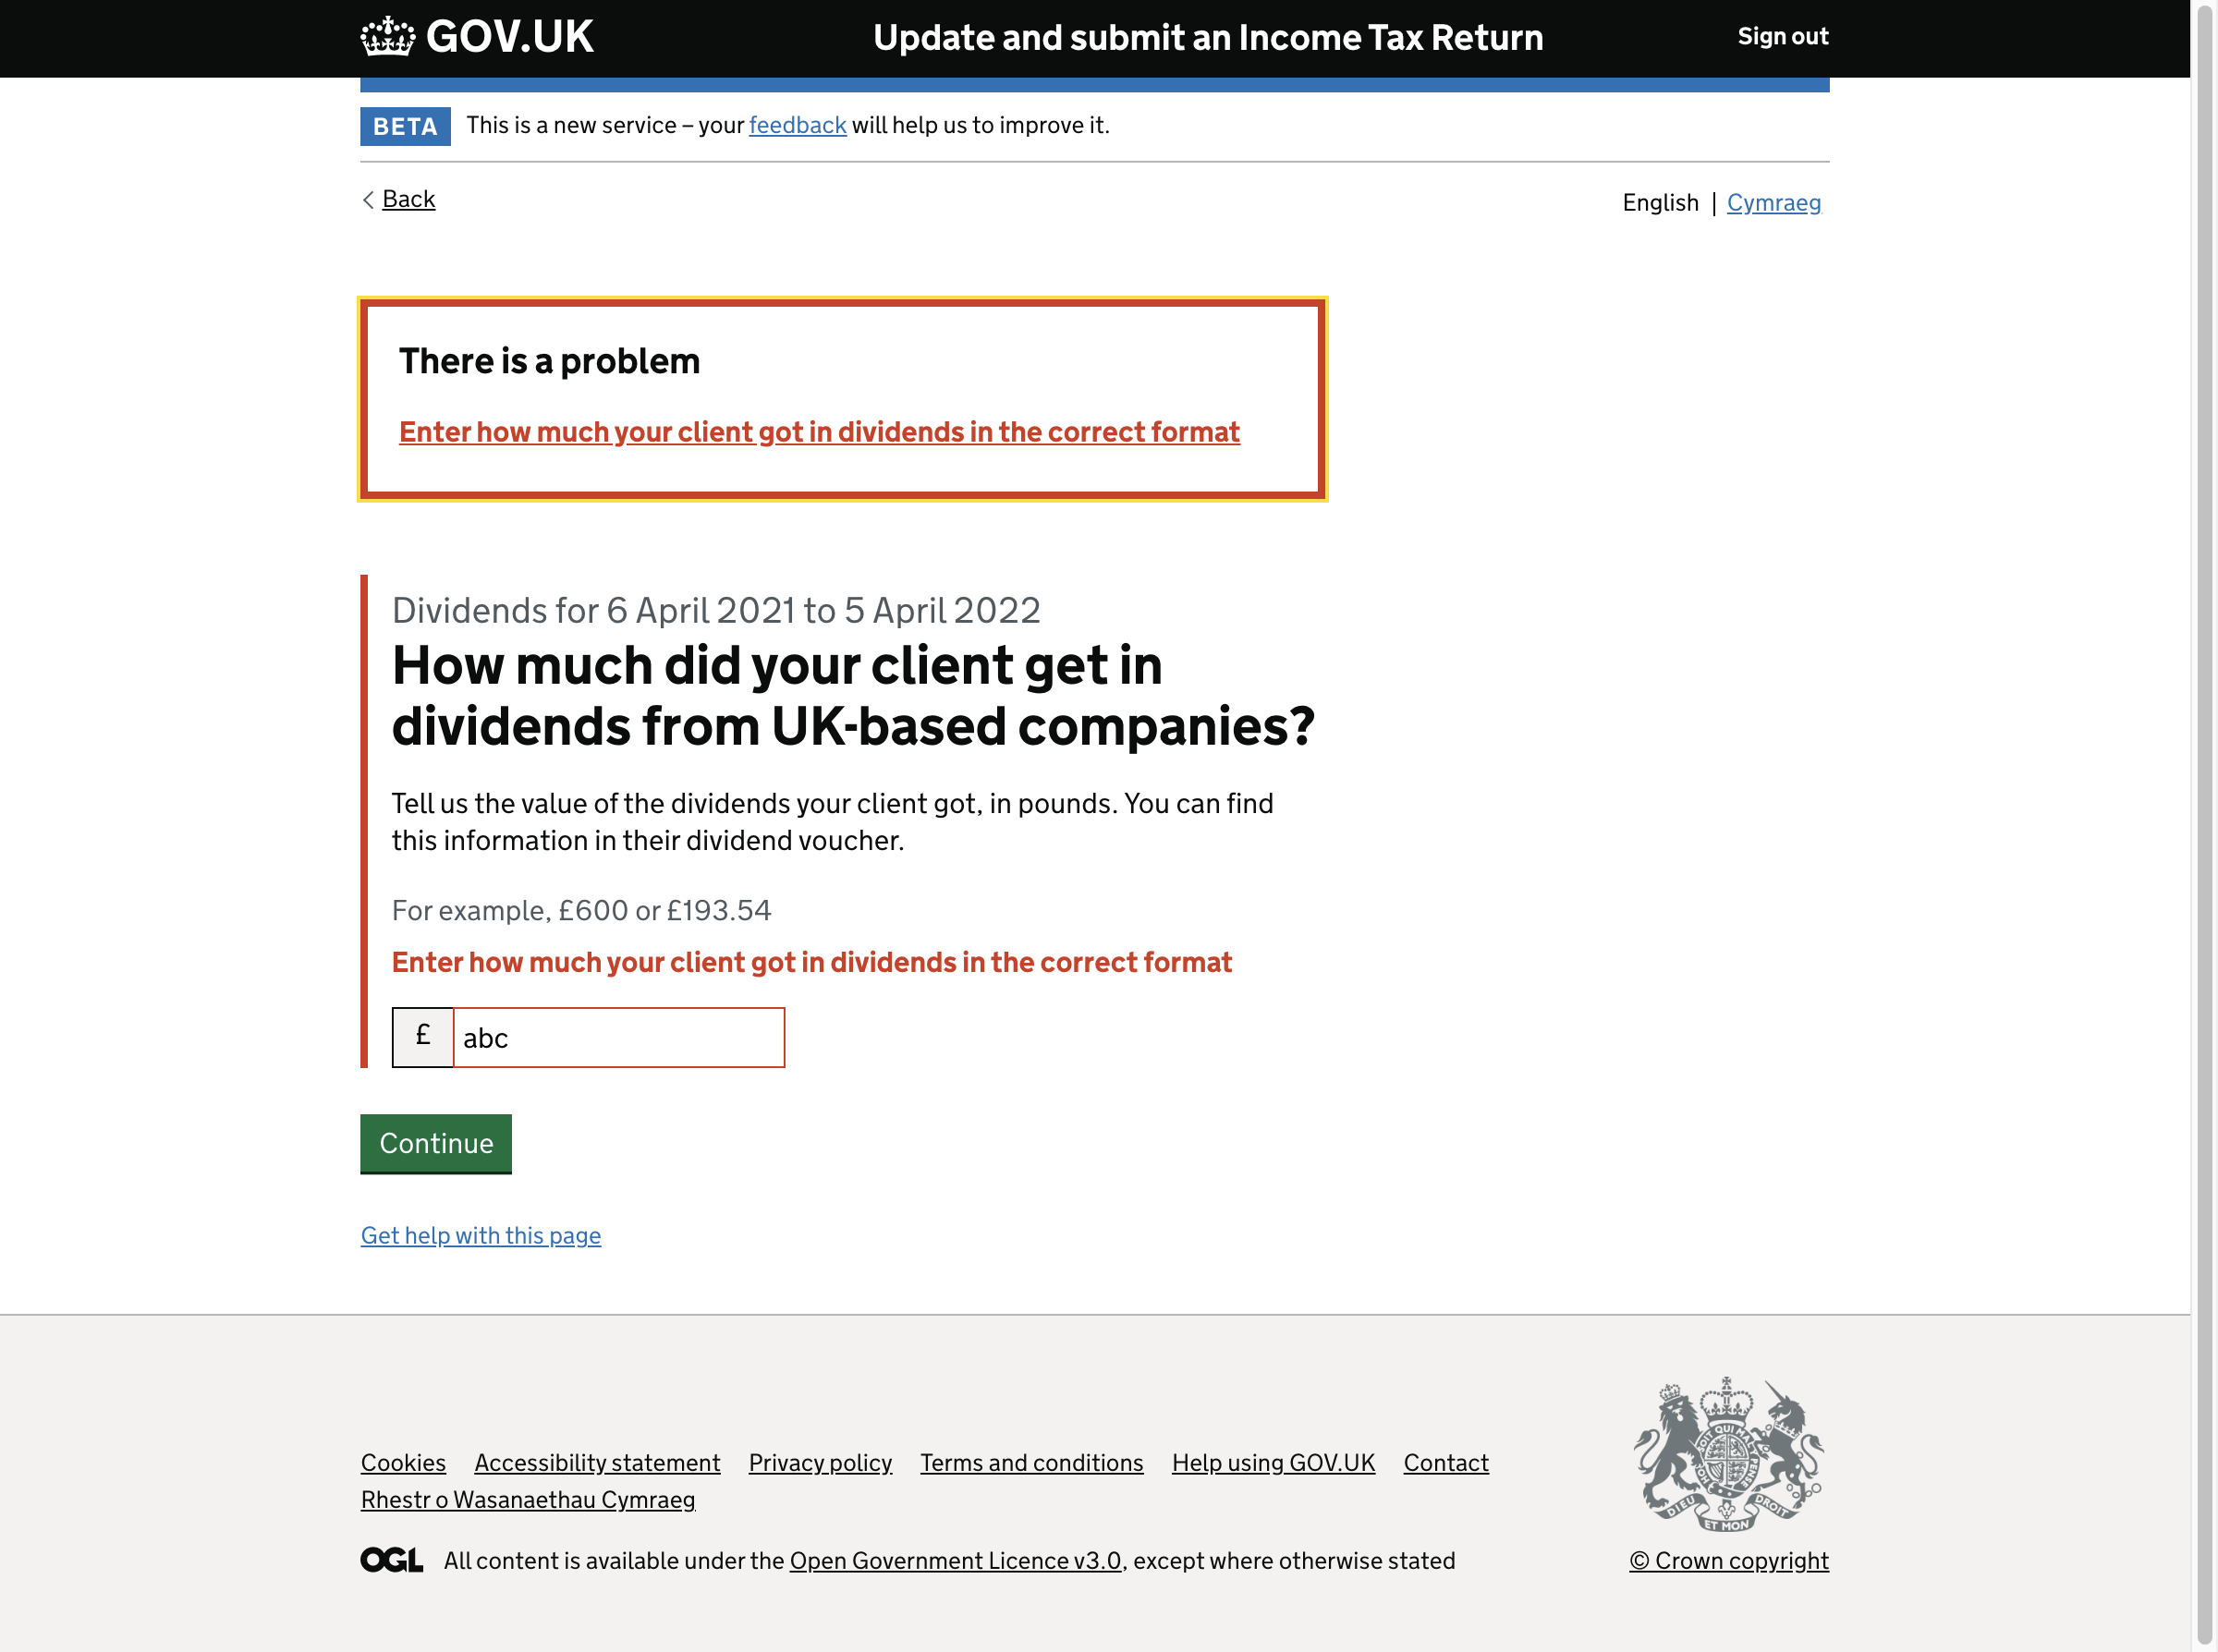 GOV.UK
Update and submit an Income Tax Return
Sign out
BETA This is a new service – your feedback will help us to improve it.
Back
English | Cymraeg
There is a problem
Enter how much your client got in dividends in the correct format
Dividends for 6 April 2021 to 5 April 2022
How much did your client get in
dividends from UK-based companies?
Tell us the value of the dividends your client got, in pounds. You can find
this information in their dividend voucher.
For example, £600 or £193.54
Enter how much your client got in dividends in the correct format
£ abc
Continue
Get help with this page
Cookies Accessibility statement Privacy policy Terms and conditions Help using GOV.UK Contact
Rhestr o Wasanaethau Cymraeg
OGL All content is available under the Open Government Licence v3.0, except where otherwise stated
DIEU ET MON DROIT
© Crown copyright